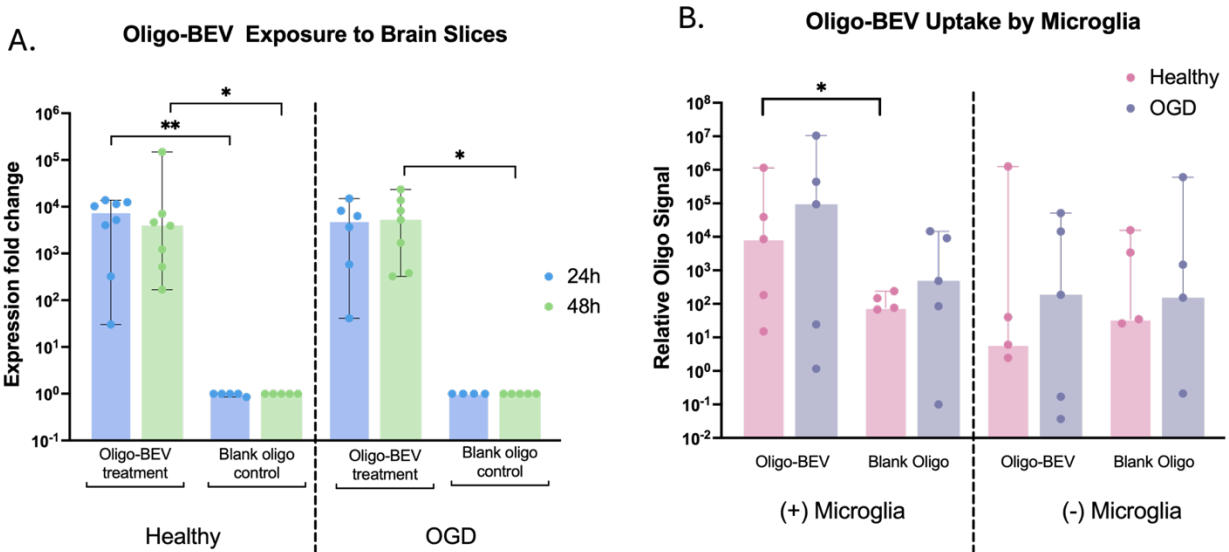 A.
Oligo-BEV Exposure to Brain Slices
Expression fold change
10^6
10^5
10^4
10^3
10^2
10^1
10^0
10^-1
*
**
*
24h
48h
Oligo-BEV treatment
Blank oligo control
Oligo-BEV treatment
Blank oligo control
Healthy
OGD
B.
Oligo-BEV Uptake by Microglia
Healthy
OGD
Relative Oligo Signal
10^8
10^7
10^6
10^5
10^4
10^3
10^2
10^1
10^0
10^-1
10^-2
*
Oligo-BEV
Blank Oligo
Oligo-BEV
Blank Oligo
(+) Microglia
(-) Microglia